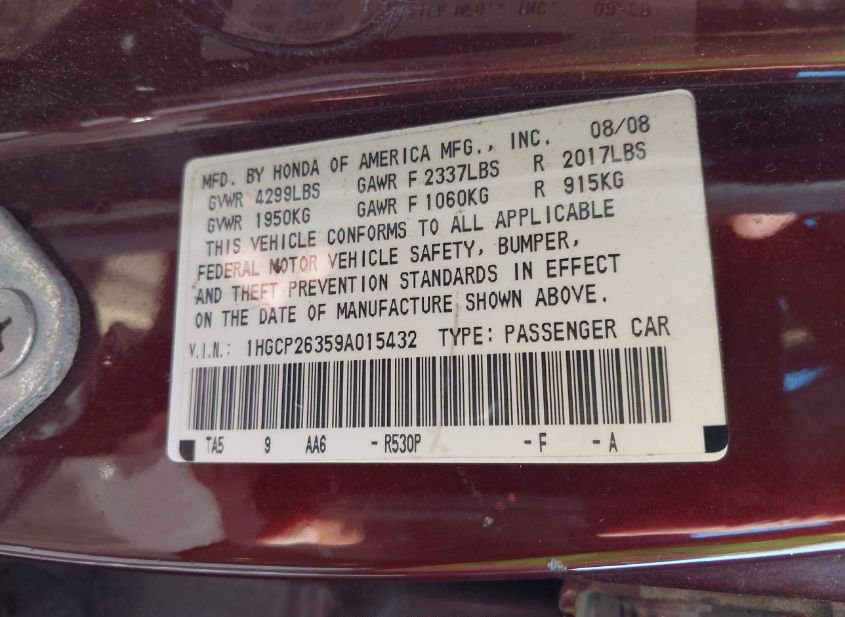 MFD. BY HONDA OF AMERICA MFG., INC. 08/08
GVWR 4299LBS GAWR F 2337LBS R 2017LBS
GVWR 1950KG GAWR F 1060KG R 915KG
THIS VEHICLE CONFORMS TO ALL APPLICABLE
FEDERAL MOTOR VEHICLE SAFETY, BUMPER,
AND THEFT PREVENTION STANDARDS IN EFFECT
ON THE DATE OF MANUFACTURE SHOWN ABOVE.
V.I.N.: 1HGCP26359A015432 TYPE: PASSENGER CAR
TA5 9 AA6 -R530P -F -A